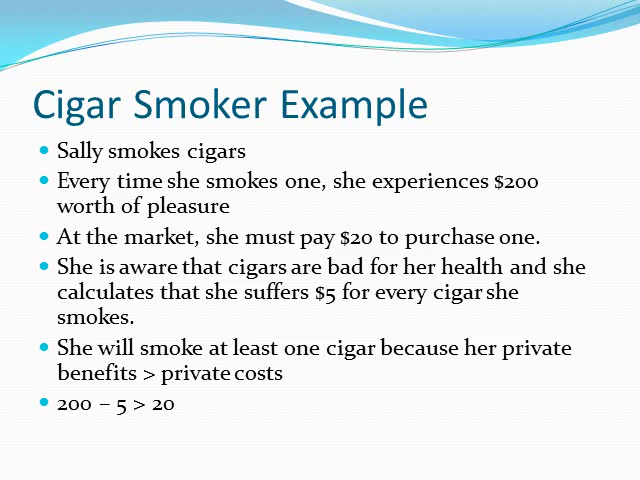 Cigar Smoker Example
• Sally smokes cigars
• Every time she smokes one, she experiences $200
worth of pleasure
• At the market, she must pay $20 to purchase one.
• She is aware that cigars are bad for her health and she
calculates that she suffers $5 for every cigar she
smokes.
• She will smoke at least one cigar because her private
benefits > private costs
• 200 – 5 > 20